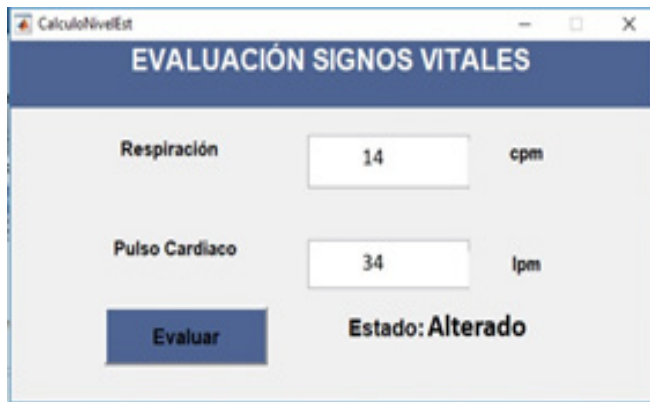 CalculoNivelEst
EVALUACIÓN SIGNOS VITALES
Respiración 14 cpm
Pulso Cardiaco 34 lpm
Evaluar Estado: Alterado